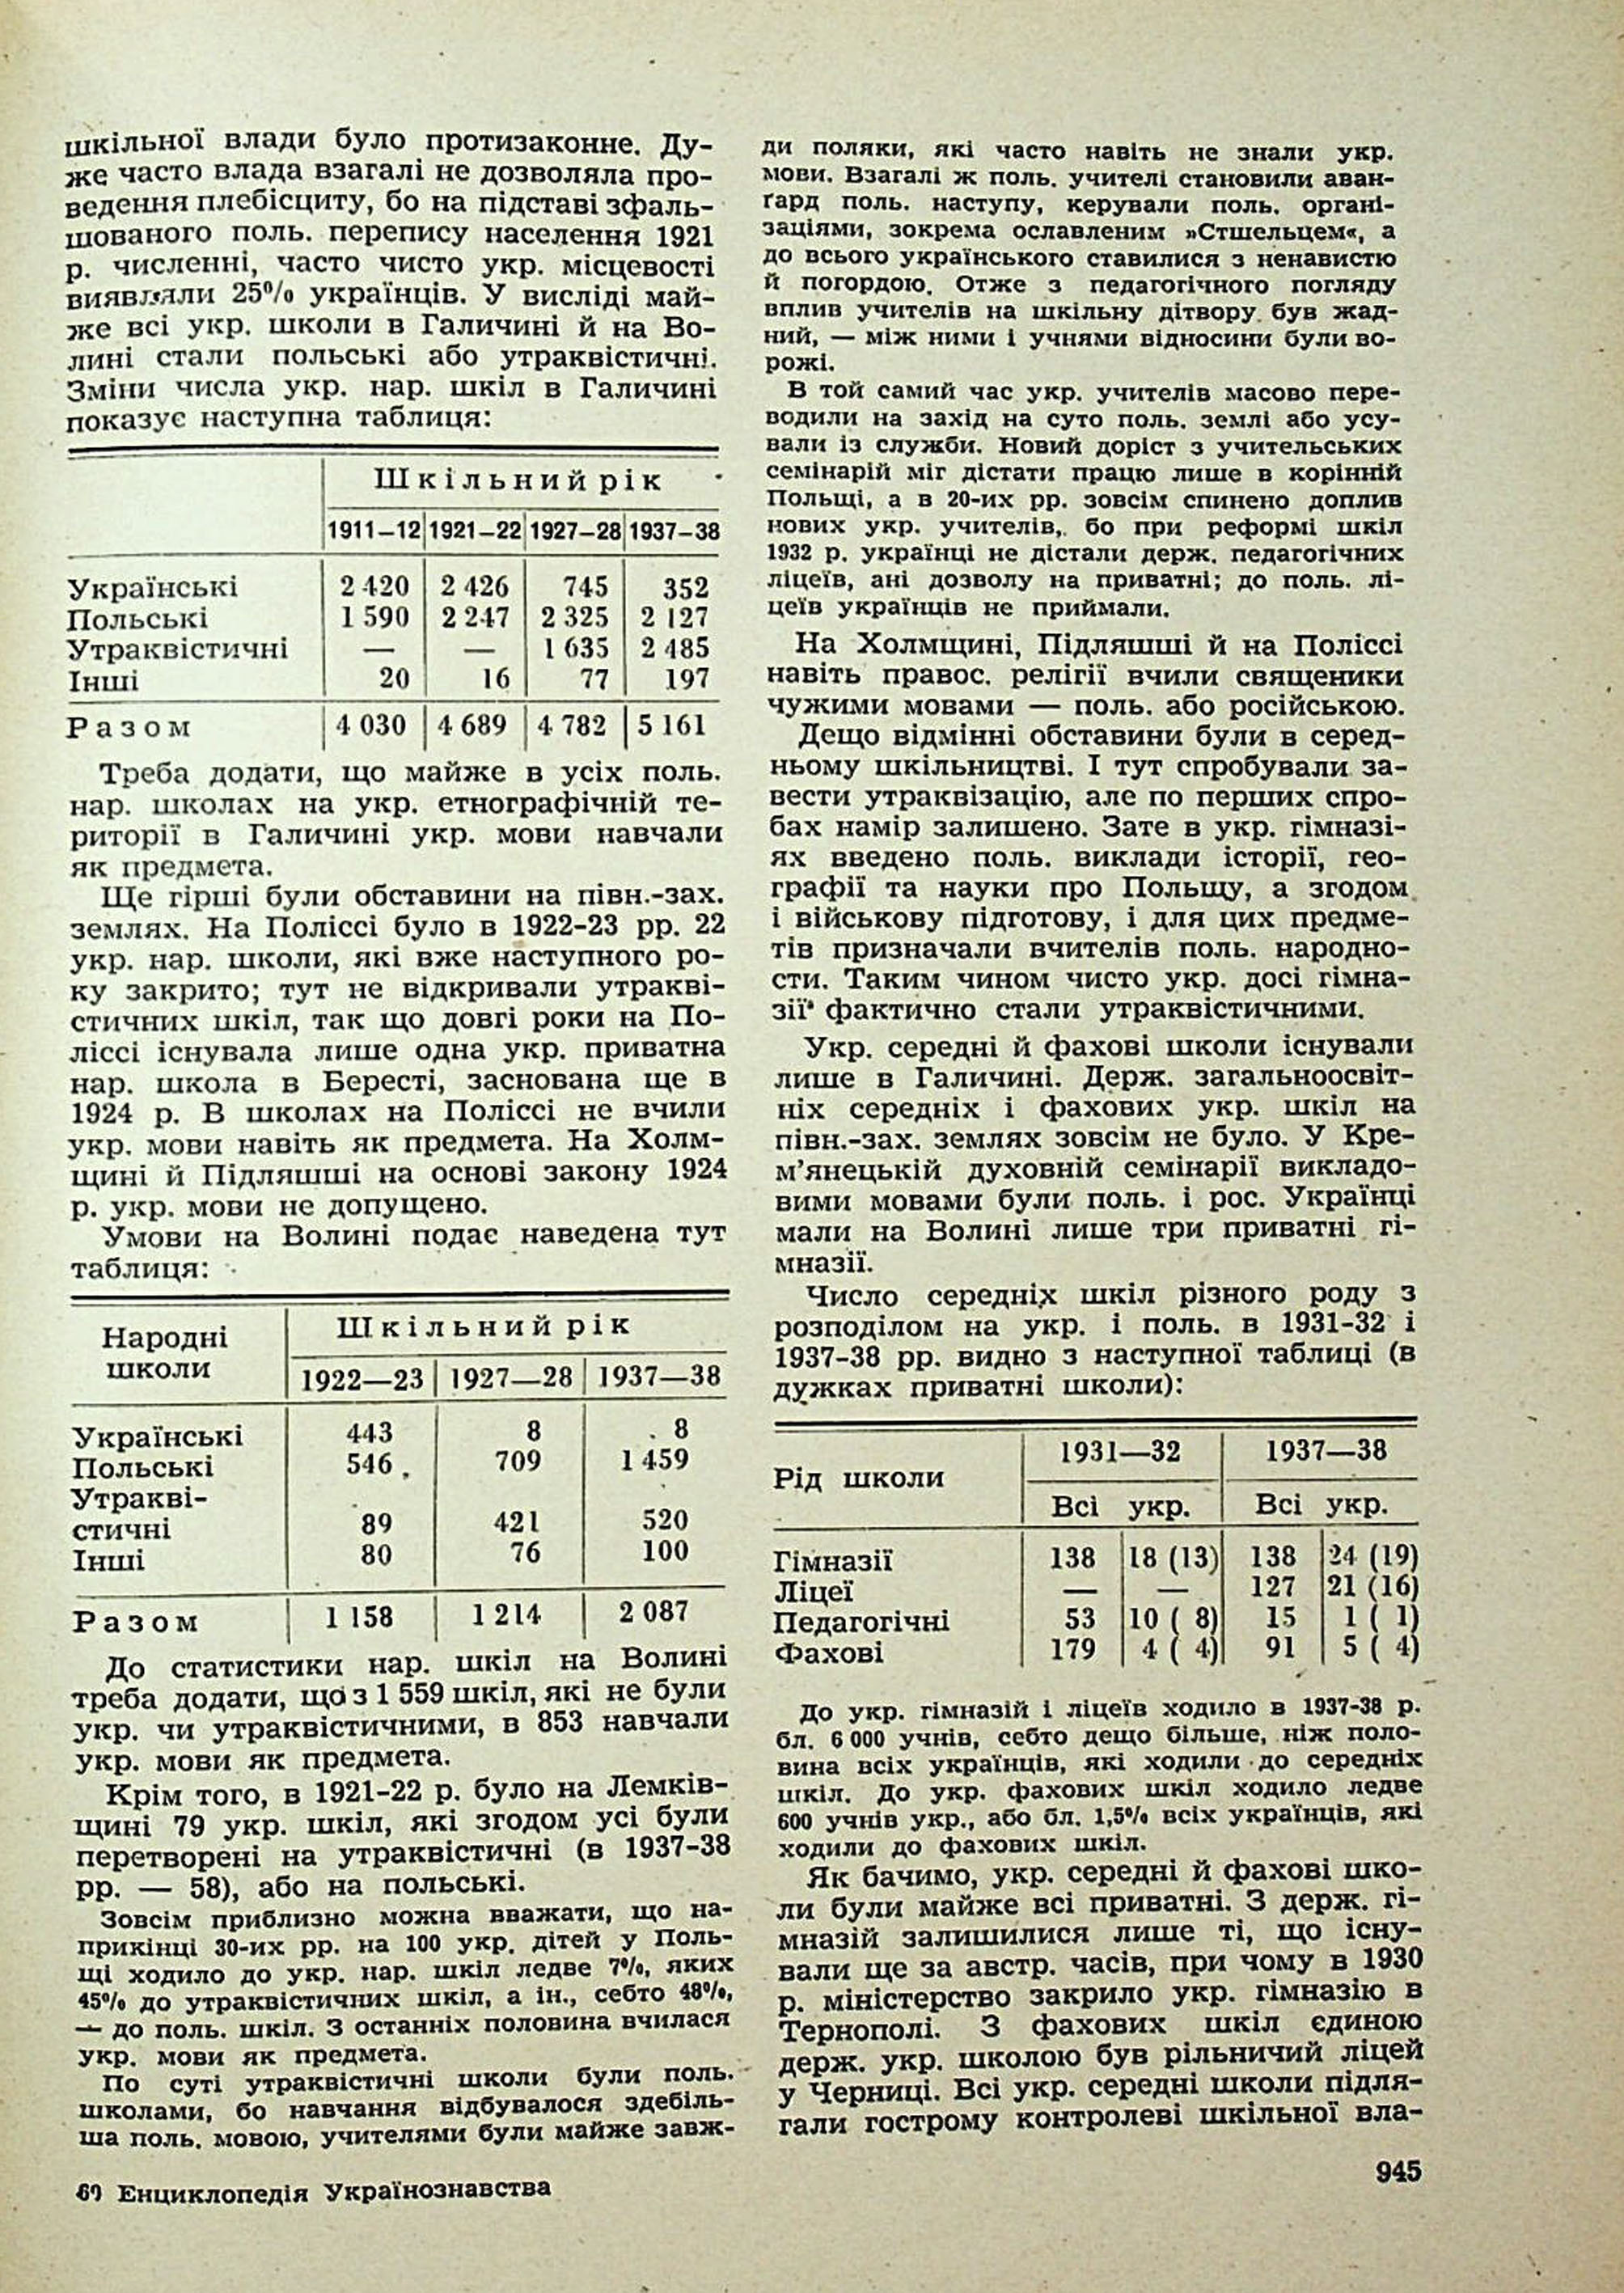 шкільної влади було протизаконне. Ду-
же часто влада взагалі не дозволяла про-
ведення плебісциту, бо на підставі зфаль-
шованого поль. перепису населення 1921
р. численні, часто чисто укр. місцевості
виявляли 25% українців. У висліді май-
же всі укр. школи в Галичині й на Во-
лині стали польські або утраквістичні.
Зміни числа укр. нар. шкіл в Галичині
показує наступна таблиця:
Шкільний рік
1911–12 1921–22 1927–28 1937–38
Українські 2 420 2 426 745 352
Польські 1 590 2 247 2 325 2 127
Утраквістичні — — 1 635 2 485
Інші 20 16 77 197
Разом 4 030 4 689 4 782 5 161
Треба додати, що майже в усіх поль.
нар. школах на укр. етнографічній те-
риторії в Галичині укр. мови навчали
як предмета.
Ще гірші були обставини на півн.-зах.
землях. На Поліссі було в 1922-23 рр. 22
укр. нар. школи, які вже наступного ро-
ку закрито; тут не відкривали утракві-
стичних шкіл, так що довгі роки на По-
ліссі існувала лише одна укр. приватна
нар. школа в Бересті, заснована ще в
1924 р. В школах на Поліссі не вчили
укр. мови навіть як предмета. На Холм-
щині й Підляшші на основі закону 1924
р. укр. мови не допущено.
Умови на Волині подає наведена тут
таблиця:
Народні школи Шкільний рік
1922—23 1927—28 1937—38
Українські 443 8 8
Польські 546 709 1 459
Утракві-
стичні 89 421 520
Інші 80 76 100
Разом 1 158 1 214 2 087
До статистики нар. шкіл на Волині
треба додати, що з 1 559 шкіл, які не були
укр. чи утраквістичними, в 853 навчали
укр. мови як предмета.
Крім того, в 1921-22 р. було на Лемків-
щині 79 укр. шкіл, які згодом усі були
перетворені на утраквістичні (в 1937-38
рр. — 58), або на польські.
Зовсім приблизно можна вважати, що на-
прикінці 30-их рр. на 100 укр. дітей у Поль-
щі ходило до укр. нар. шкіл ледве 7%, яких
45% до утраквістичних шкіл, а ін., себто 48%,
— до поль. шкіл. З останніх половина вчилася
укр. мови як предмета.
По суті утраквістичні школи були поль.
школами, бо навчання відбувалося здебіль-
ша поль. мовою, учителями були майже завж-
60 Енциклопедія Українознавства
ди поляки, які часто навіть не знали укр.
мови. Взагалі ж поль. учителі становили аван-
ґард поль. наступу, керували поль. органі-
заціями, зокрема ославленим »Стшельцем«, а
до всього українського ставилися з ненавистю
й погордою. Отже з педагогічного погляду
вплив учителів на шкільну дітвору був жад-
ний, — між ними і учнями відносини були во-
рожі.
В той самий час укр. учителів масово пере-
водили на захід на суто поль. землі або усу-
вали із служби. Новий доріст з учительських
семінарій міг дістати працю лише в корінній
Польщі, а в 20-их рр. зовсім спинено доплив
нових укр. учителів, бо при реформі шкіл
1932 р. українці не дістали держ. педагогічних
ліцеїв, ані дозволу на приватні; до поль. лі-
цеїв українців не приймали.
На Холмщині, Підляшші й на Поліссі
навіть правос. релігії вчили священики
чужими мовами — поль. або російською.
Дещо відмінні обставини були в серед-
ньому шкільництві. І тут спробували за-
вести утраквізацію, але по перших спро-
бах намір залишено. Зате в укр. гімназі-
ях введено поль. виклади історії, гео-
графії та науки про Польщу, а згодом
і військову підготову, і для цих предме-
тів призначали вчителів поль. народно-
сти. Таким чином чисто укр. досі гімна-
зії фактично стали утраквістичними.
Укр. середні й фахові школи існували
лише в Галичині. Держ. загальноосвіт-
ніх середніх і фахових укр. шкіл на
півн.-зах. землях зовсім не було. У Кре-
м'янецькій духовній семінарії викладо-
вими мовами були поль. і рос. Українці
мали на Волині лише три приватні гі-
мназії.
Число середніх шкіл різного роду з
розподілом на укр. і поль. в 1931-32 і
1937-38 рр. видно з наступної таблиці (в
дужках приватні школи):
Рід школи 1931—32 1937—38
Всі укр. Всі укр.
Гімназії 138 18 (13) 138 24 (19)
Ліцеї — — 127 21 (16)
Педагогічні 53 10 ( 8) 15 1 ( 1)
Фахові 179 4 ( 4) 91 5 ( 4)
До укр. гімназій і ліцеїв ходило в 1937-38 р.
бл. 6 000 учнів, себто дещо більше, ніж поло-
вина всіх українців, які ходили до середніх
шкіл. До укр. фахових шкіл ходило ледве
600 учнів укр., або бл. 1,5% всіх українців, які
ходили до фахових шкіл.
Як бачимо, укр. середні й фахові шко-
ли були майже всі приватні. З держ. гі-
мназій залишилися лише ті, що існу-
вали ще за австр. часів, при чому в 1930
р. міністерство закрило укр. гімназію в
Тернополі. З фахових шкіл єдиною
держ. укр. школою був рільничий ліцей
у Черниці. Всі укр. середні школи підля-
гали гострому контролеві шкільної вла-
945